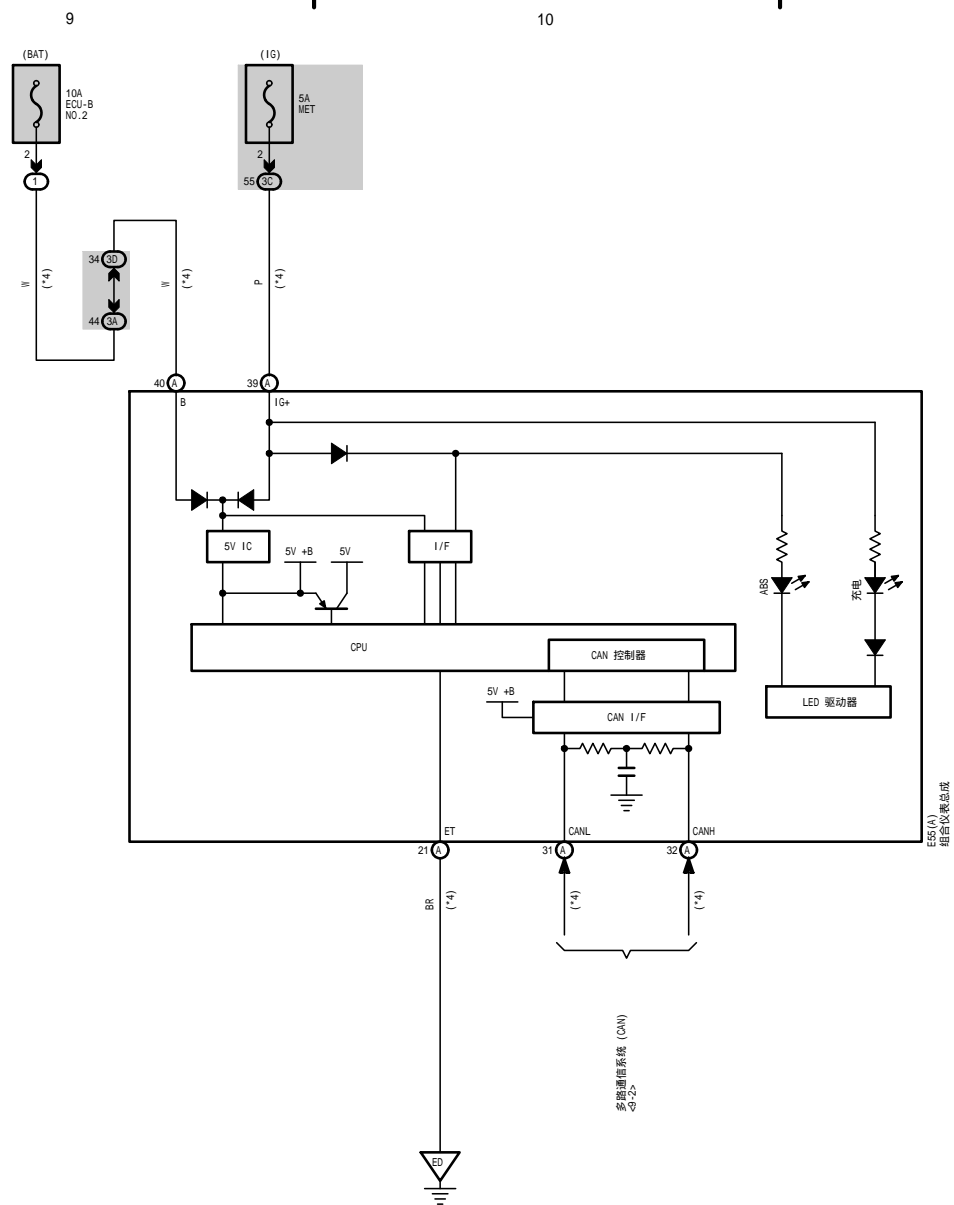 9
10
(BAT)
(IG)
10A
ECU-B
NO.2
5A
MET
2
2
1
55
3C
34
3D
W
(*4)
W
(*4)
P
(*4)
44
3A
40
A
39
A
B
IG+
5V IC
5V +B
5V
I/F
ABS
充电
CPU
CAN 控制器
5V +B
CAN I/F
LED 驱动器
E55(A)
组合仪表总成
ET
CANL
CANH
21
A
31
A
32
A
BR
(*4)
(*4)
(*4)
多路通信系统 (CAN)
<9-2>
ED